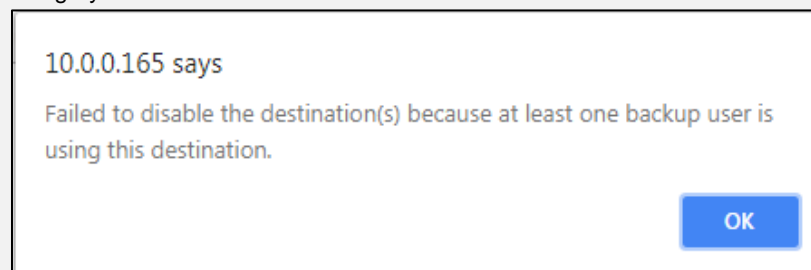 10.0.0.165 says
Failed to disable the destination(s) because at least one backup user is
using this destination.
OK